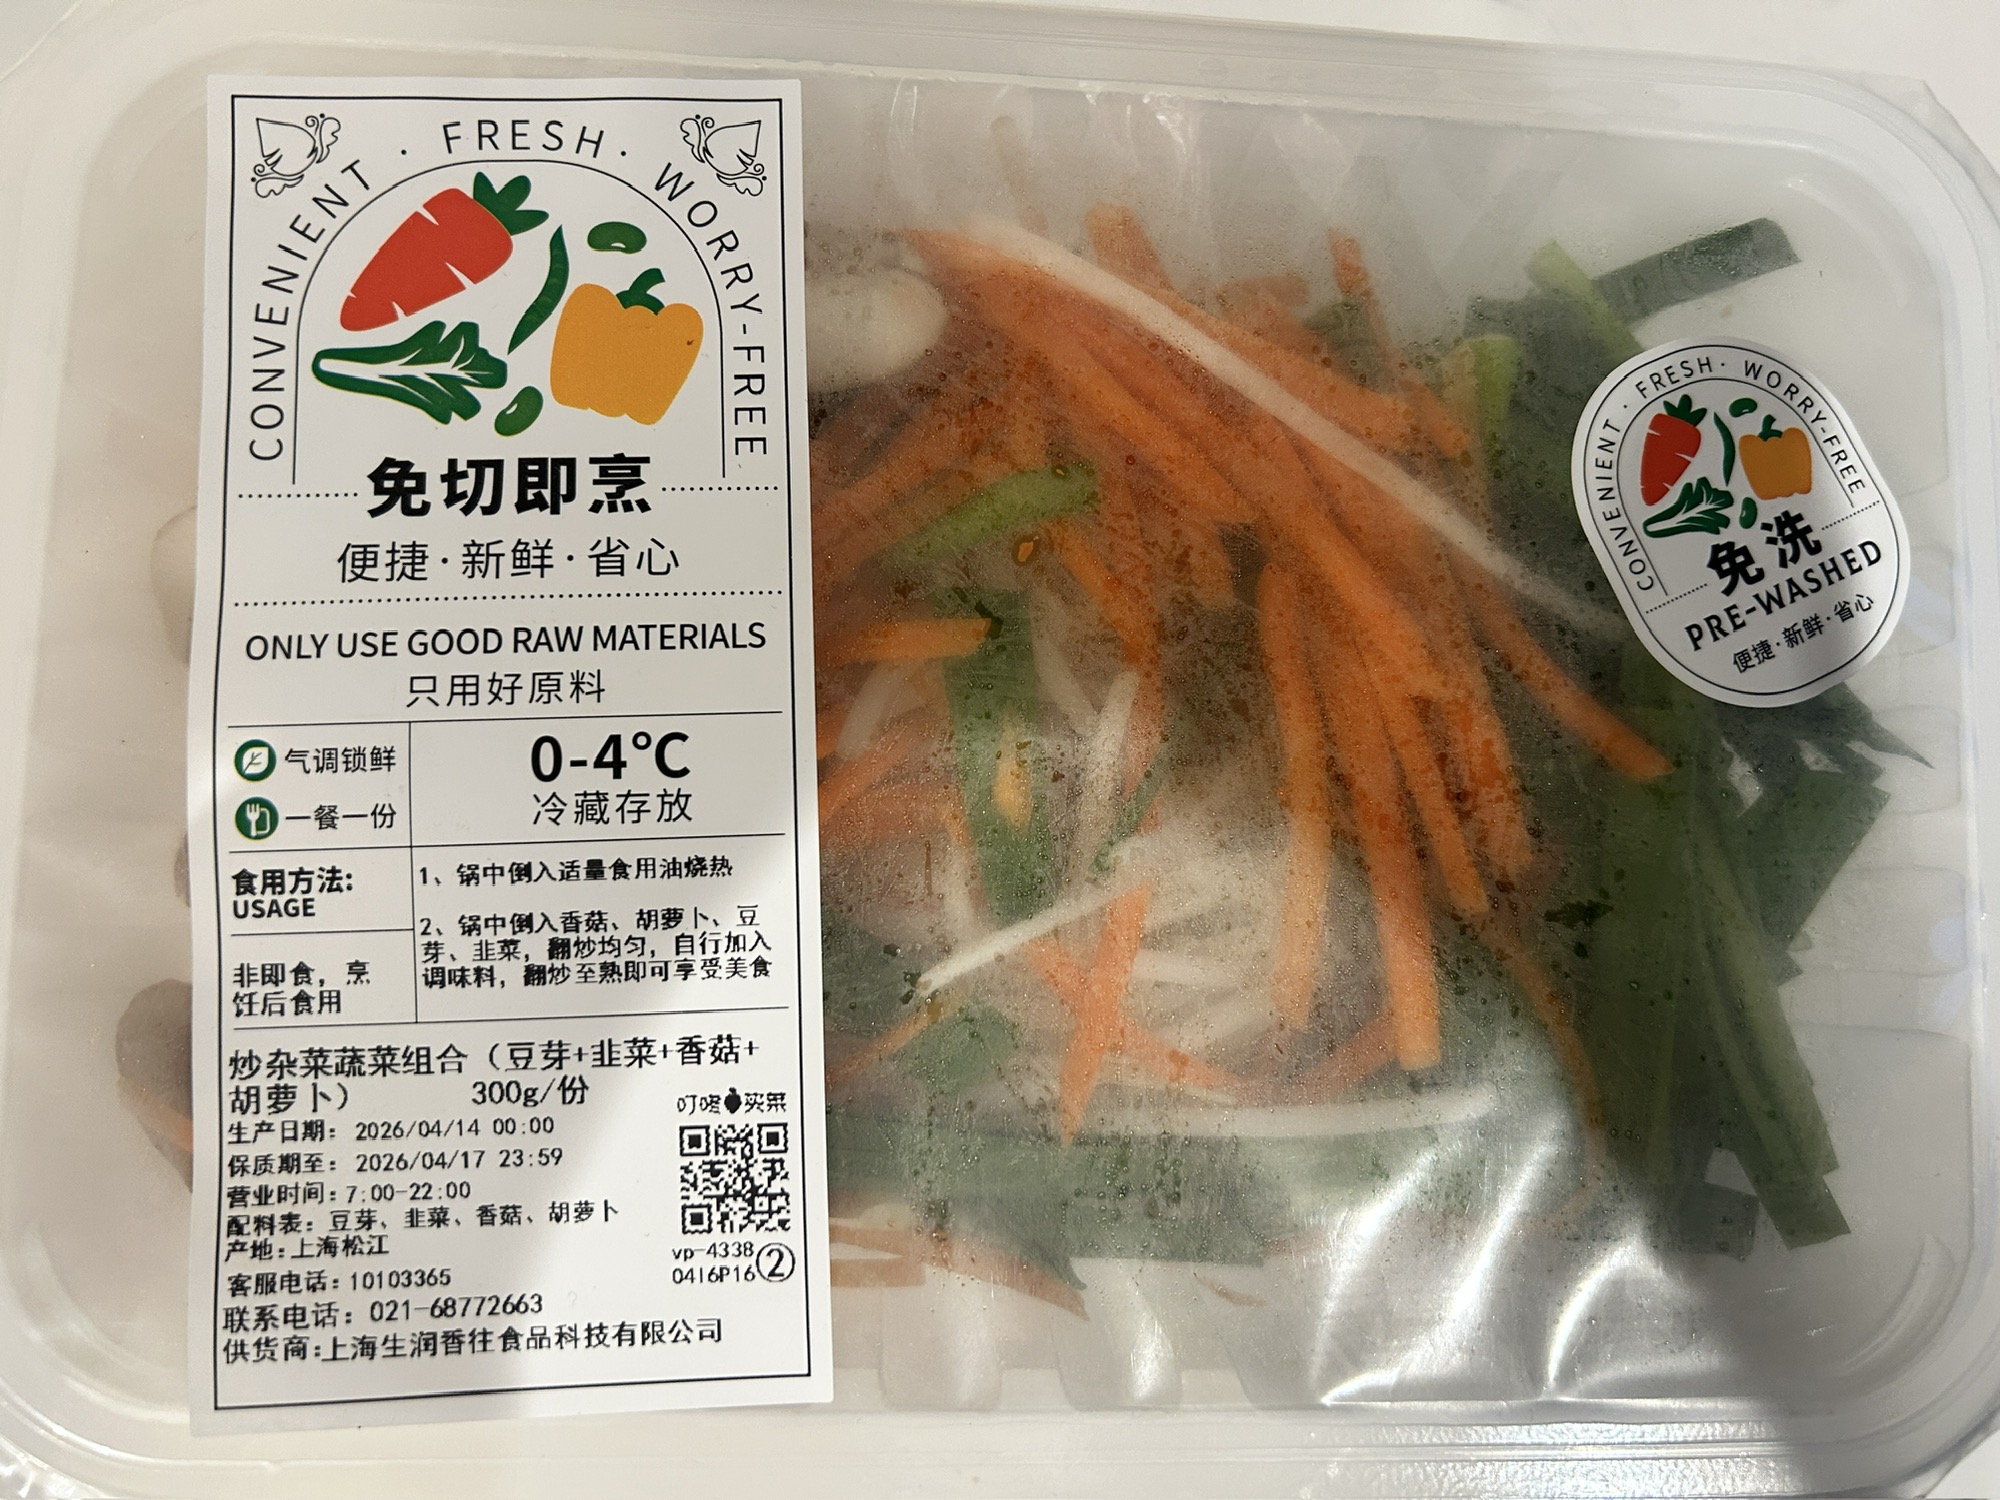 CONVENIENT · FRESH · WORRY-FREE
免切即烹
便捷·新鲜·省心
ONLY USE GOOD RAW MATERIALS
只用好原料
气调锁鲜
一餐一份
0-4℃
冷藏存放
食用方法:
USAGE
非即食，烹
饪后食用
1、锅中倒入适量食用油烧热
2、锅中倒入香菇、胡萝卜、豆
芽、韭菜，翻炒均匀，自行加入
调味料，翻炒至熟即可享受美食
炒杂菜蔬菜组合（豆芽+韭菜+香菇+
胡萝卜） 300g/份
生产日期: 2026/04/14 00:00
保质期至: 2026/04/17 23:59
营业时间:7:00-22:00
配料表: 豆芽、韭菜、香菇、胡萝卜
产地:上海松江
客服电话:10103365
联系电话: 021-68772663
供货商:上海生润香往食品科技有限公司
叮咚买菜
vp-4338
0416P16 ②
CONVENIENT · FRESH · WORRY-FREE
免洗
PRE-WASHED
便捷·新鲜·省心